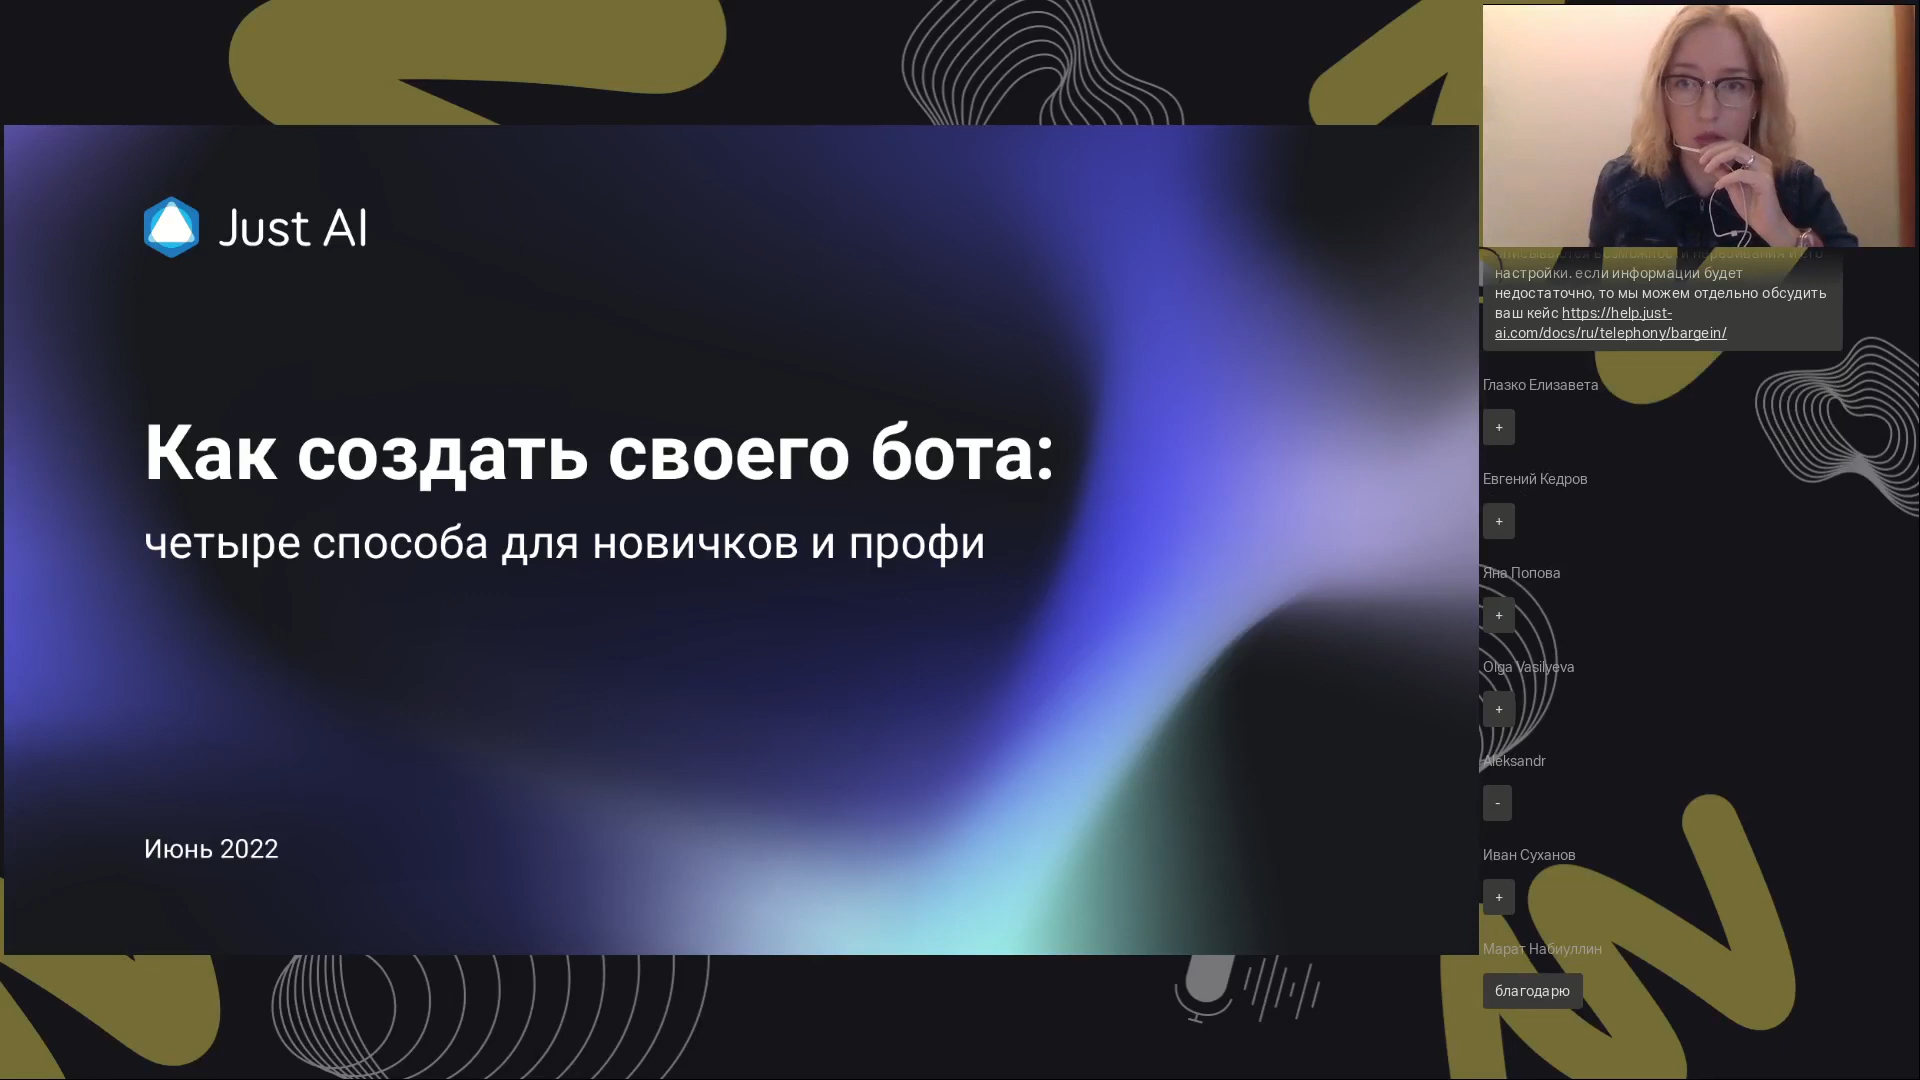 Just AI
Как создать своего бота:
четыре способа для новичков и профи
Июнь 2022
настройки. если информации будет
недостаточно, то мы можем отдельно обсудить
ваш кейс https://help.just-
ai.com/docs/ru/telephony/bargein/
Глазко Елизавета
+
Евгений Кедров
+
Яна Попова
+
Olga Vasilyeva
+
Aleksandr
-
Иван Суханов
+
Марат Набиуллин
благодарю